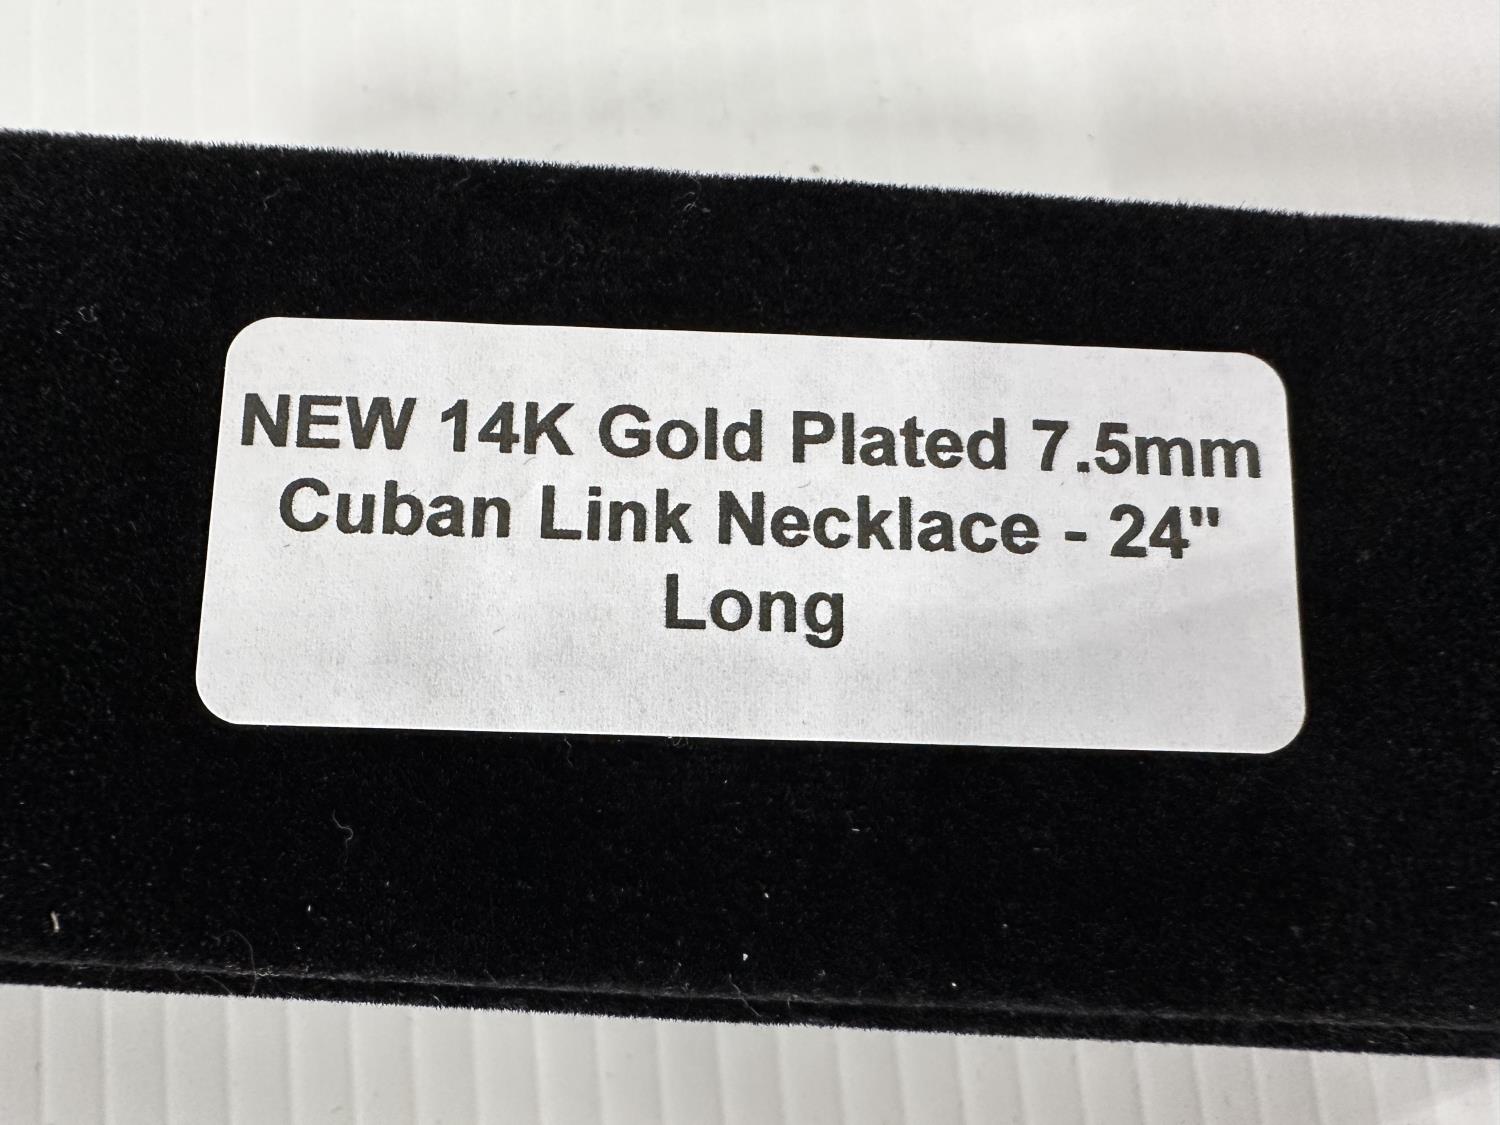 NEW 14K Gold Plated 7.5mm
Cuban Link Necklace - 24"
Long